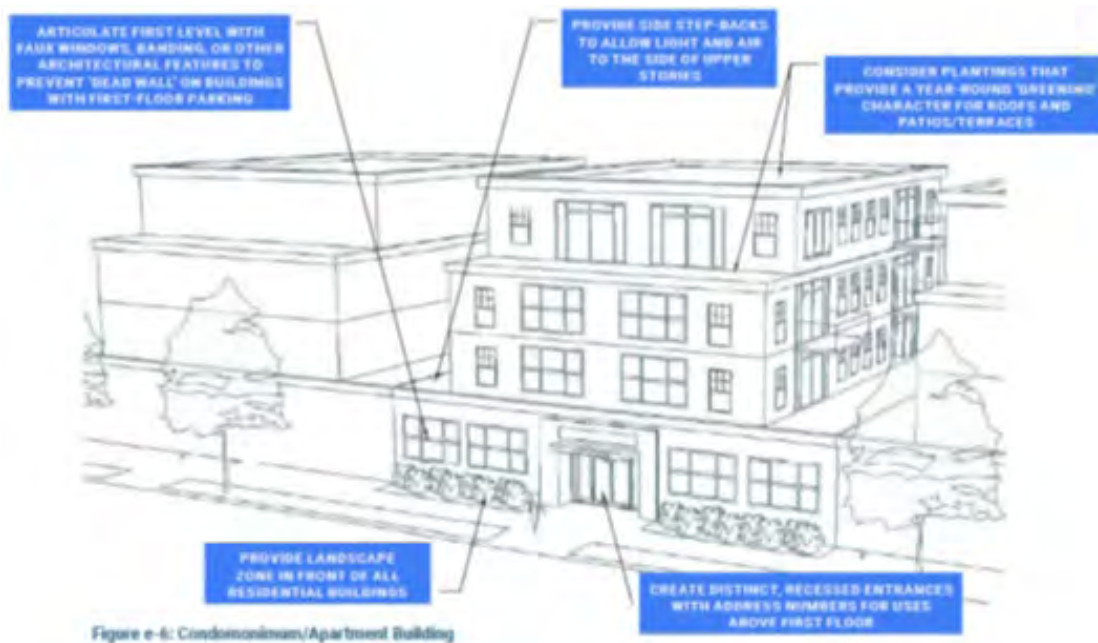 ARTICULATE FIRST LEVEL WITH
FAUX WINDOWS, BANDING, OR OTHER
ARCHITECTURAL FEATURES TO
PREVENT 'DEAD WALL' ON BUILDINGS
WITH FIRST-FLOOR PARKING
PROVIDE SIDE STEP-BACKS
TO ALLOW LIGHT AND AIR
TO THE SIDE OF UPPER
STORIES
CONSIDER PLANTINGS THAT
PROVIDE A YEAR-ROUND 'GREENING'
CHARACTER FOR ROOFS AND
PATIOS/TERRACES
PROVIDE LANDSCAPE
ZONE IN FRONT OF ALL
RESIDENTIAL BUILDINGS
CREATE DISTINCT, RECESSED ENTRANCES
WITH ADDRESS NUMBERS FOR USES
ABOVE FIRST FLOOR
Figure e-6: Condomonimum/Apartment Building